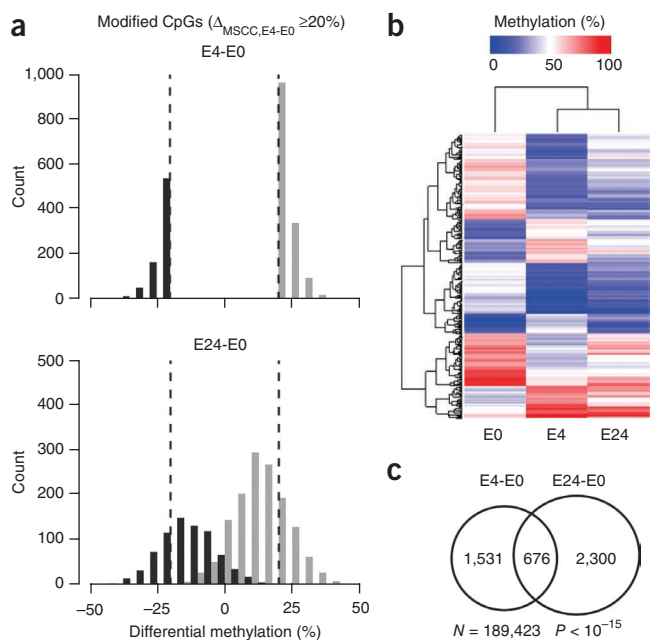 a
Modified CpGs (Δ_MSCC,E4-E0 ≥20%)
E4-E0
1,000
800
600
400
200
0
Count
E24-E0
500
400
300
200
100
0
Count
−50
−25
0
25
50
Differential methylation (%)
b
Methylation (%)
0
50
100
E0
E4
E24
c
E4-E0
E24-E0
1,531
676
2,300
N = 189,423
P < 10⁻¹⁵